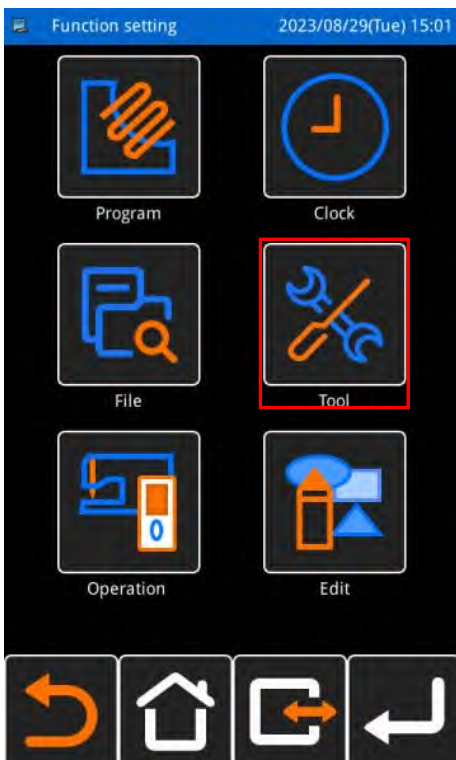 Function setting 2023/08/29(Tue) 15:01
Program Clock
File Tool
Operation Edit